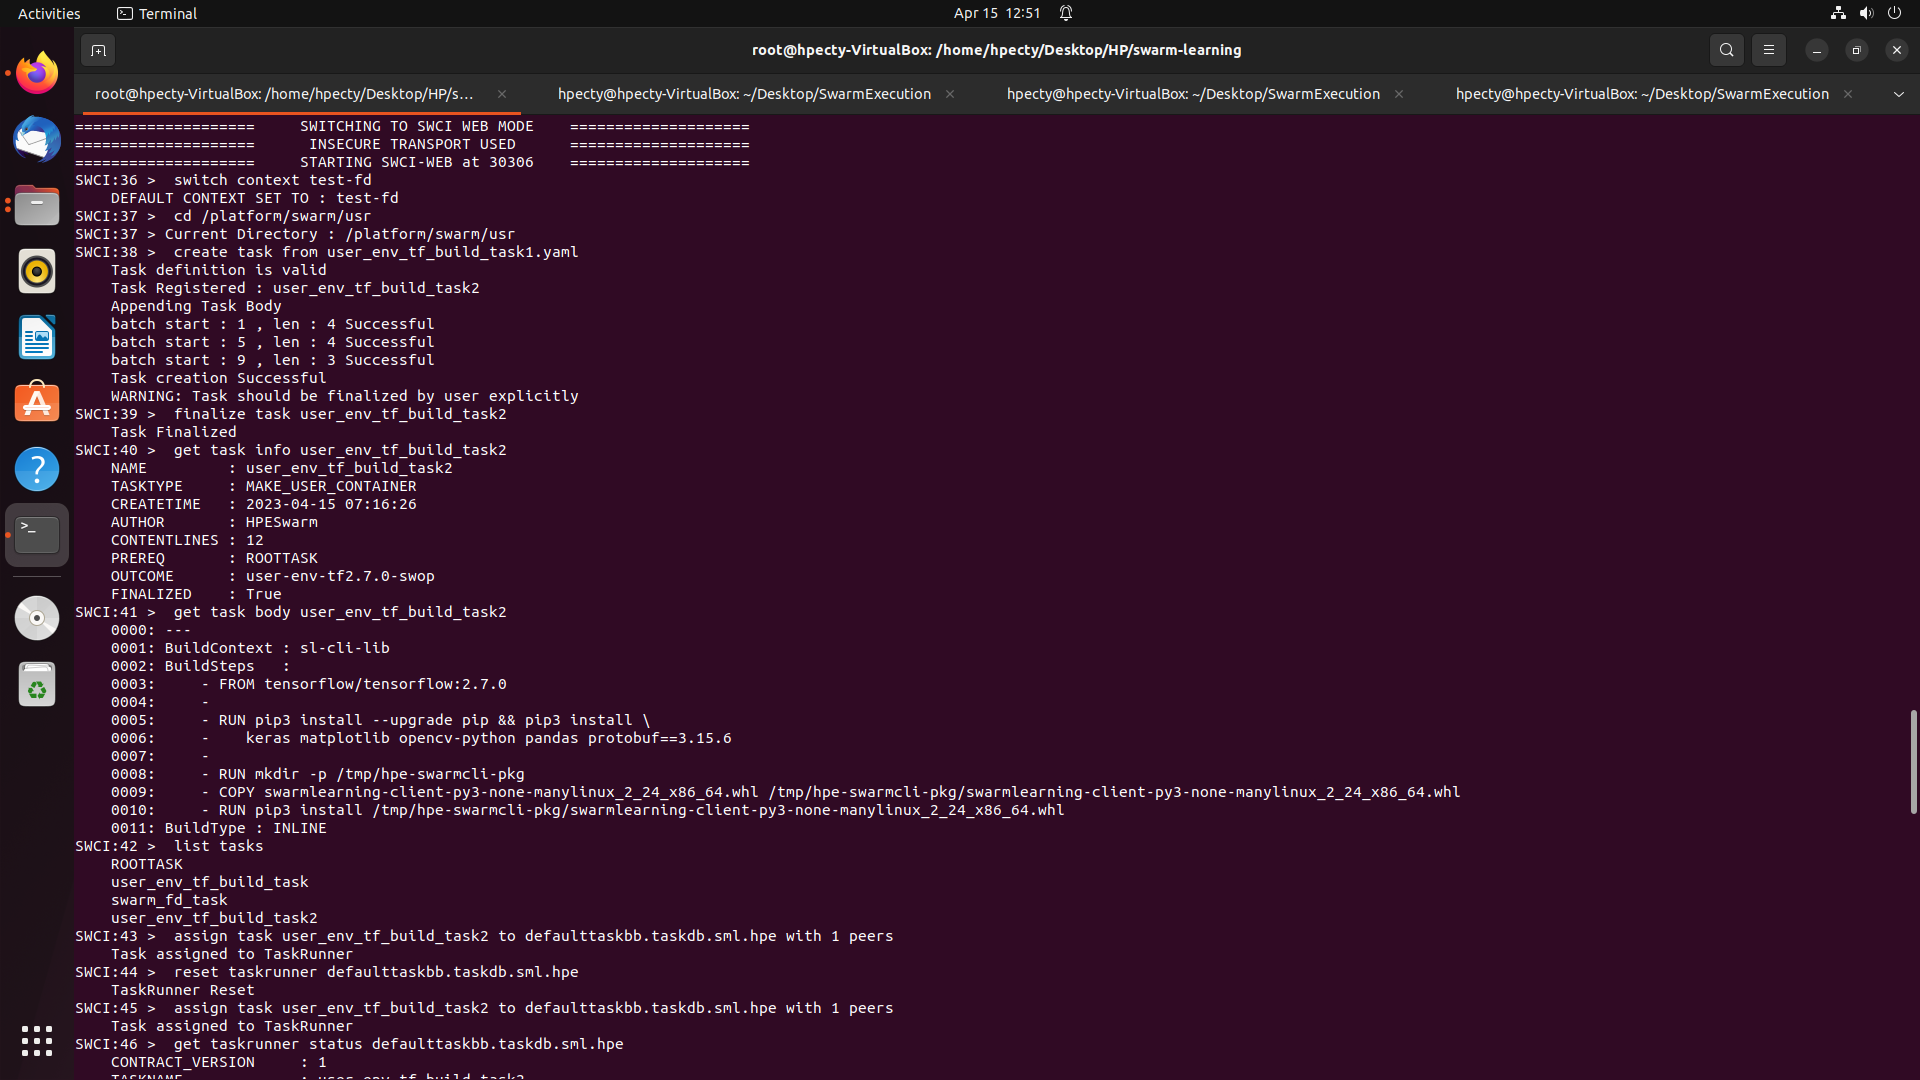 Activities
Terminal
Apr 15 12:51
root@hpecty-VirtualBox: /home/hpecty/Desktop/HP/swarm-learning
root@hpecty-VirtualBox: /home/hpecty/Desktop/HP/s...
hpecty@hpecty-VirtualBox: ~/Desktop/SwarmExecution
hpecty@hpecty-VirtualBox: ~/Desktop/SwarmExecution
hpecty@hpecty-VirtualBox: ~/Desktop/SwarmExecution
====================     SWITCHING TO SWCI WEB MODE    ====================
====================      INSECURE TRANSPORT USED      ====================
====================     STARTING SWCI-WEB at 30306    ====================
SWCI:36 >  switch context test-fd
    DEFAULT CONTEXT SET TO : test-fd
SWCI:37 >  cd /platform/swarm/usr
SWCI:37 > Current Directory : /platform/swarm/usr
SWCI:38 >  create task from user_env_tf_build_task1.yaml
    Task definition is valid
    Task Registered : user_env_tf_build_task2
    Appending Task Body
    batch start : 1 , len : 4 Successful
    batch start : 5 , len : 4 Successful
    batch start : 9 , len : 3 Successful
    Task creation Successful
    WARNING: Task should be finalized by user explicitly
SWCI:39 >  finalize task user_env_tf_build_task2
    Task Finalized
SWCI:40 >  get task info user_env_tf_build_task2
    NAME         : user_env_tf_build_task2
    TASKTYPE     : MAKE_USER_CONTAINER
    CREATETIME   : 2023-04-15 07:16:26
    AUTHOR       : HPESwarm
    CONTENTLINES : 12
    PREREQ       : ROOTTASK
    OUTCOME      : user-env-tf2.7.0-swop
    FINALIZED    : True
SWCI:41 >  get task body user_env_tf_build_task2
    0000: ---
    0001: BuildContext : sl-cli-lib
    0002: BuildSteps   :
    0003:     - FROM tensorflow/tensorflow:2.7.0
    0004:     -
    0005:     - RUN pip3 install --upgrade pip && pip3 install \
    0006:     -    keras matplotlib opencv-python pandas protobuf==3.15.6
    0007:     -
    0008:     - RUN mkdir -p /tmp/hpe-swarmcli-pkg
    0009:     - COPY swarmlearning-client-py3-none-manylinux_2_24_x86_64.whl /tmp/hpe-swarmcli-pkg/swarmlearning-client-py3-none-manylinux_2_24_x86_64.whl
    0010:     - RUN pip3 install /tmp/hpe-swarmcli-pkg/swarmlearning-client-py3-none-manylinux_2_24_x86_64.whl
    0011: BuildType : INLINE
SWCI:42 >  list tasks
    ROOTTASK
    user_env_tf_build_task
    swarm_fd_task
    user_env_tf_build_task2
SWCI:43 >  assign task user_env_tf_build_task2 to defaulttaskbb.taskdb.sml.hpe with 1 peers
    Task assigned to TaskRunner
SWCI:44 >  reset taskrunner defaulttaskbb.taskdb.sml.hpe
    TaskRunner Reset
SWCI:45 >  assign task user_env_tf_build_task2 to defaulttaskbb.taskdb.sml.hpe with 1 peers
    Task assigned to TaskRunner
SWCI:46 >  get taskrunner status defaulttaskbb.taskdb.sml.hpe
    CONTRACT_VERSION     : 1
    TASKNAME             : user_env_tf_build_task2